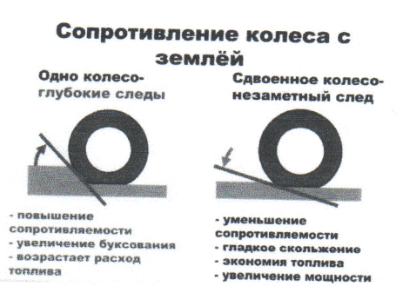 Сопротивление колеса с
землёй
Одно колесо-
глубокие следы
- повышение
сопротивляемости
- увеличение буксования
- возрастает расход
топлива
Сдвоенное колесо-
незаметный след
- уменьшение
сопротивляемости
- гладкое скольжение
- экономия топлива
- увеличение мощности